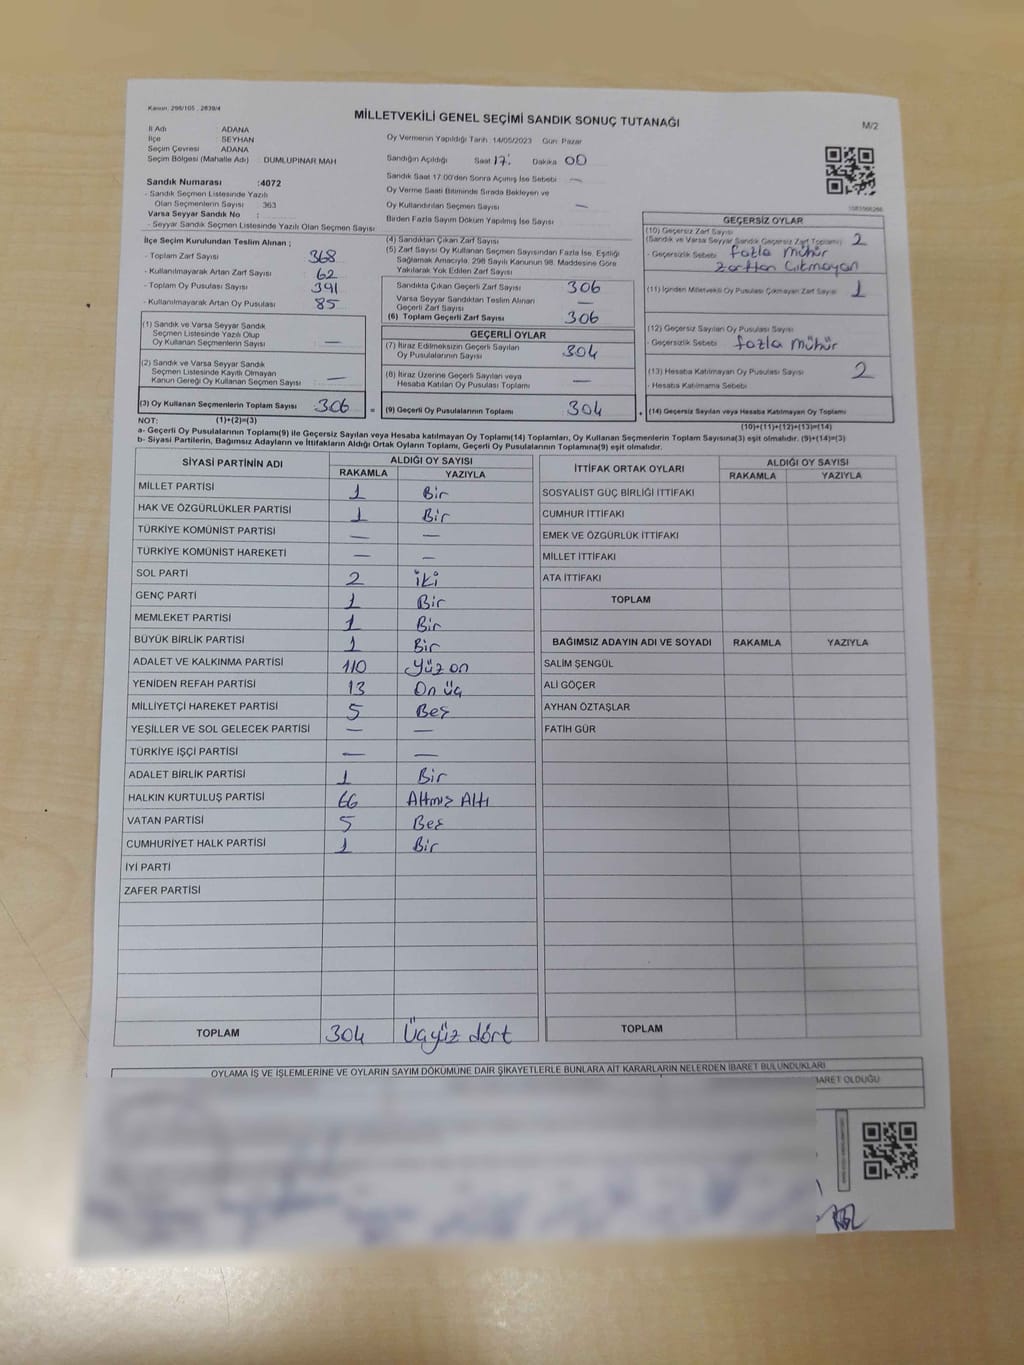 Kanun: 298/105 , 2839/4
MİLLETVEKİLİ GENEL SEÇİMİ SANDIK SONUÇ TUTANAĞI
M/2
İl Adı : ADANA
İlçe : SEYHAN
Seçim Çevresi : ADANA
Seçim Bölgesi (Mahalle Adı) : DUMLUPINAR MAH
Oy Vermenin Yapıldığı Tarih 14/05/2023 Gün: Pazar
Sandığın Açıldığı Saat 17: Dakika 00
Sandık Saat 17:00'den Sonra Açılmış İse Sebebi —
Oy Verme Saati Bitiminde Sırada Bekleyen ve
Oy Kullandırılan Seçmen Sayısı —
Birden Fazla Sayım Döküm Yapılmış İse Sayısı
Sandık Numarası :4072
- Sandık Seçmen Listesinde Yazılı
Olan Seçmenlerin Sayısı : 363
Varsa Seyyar Sandık No :
- Seyyar Sandık Seçmen Listesinde Yazılı Olan Seçmen Sayısı
İlçe Seçim Kurulundan Teslim Alınan ;
- Toplam Zarf Sayısı : 368
- Kullanılmayarak Artan Zarf Sayısı : 62
- Toplam Oy Pusulası Sayısı : 391
- Kullanılmayarak Artan Oy Pusulası : 85
(1) Sandık ve Varsa Seyyar Sandık
Seçmen Listesinde Yazılı Olup
Oy Kullanan Seçmenlerin Sayısı : —
(2) Sandık ve Varsa Seyyar Sandık
Seçmen Listesinde Kayıtlı Olmayan
Kanun Gereği Oy Kullanan Seçmen Sayısı : —
(3) Oy Kullanan Seçmenlerin Toplam Sayısı : 306
(1)+(2)=(3)
(4) Sandıktan Çıkan Zarf Sayısı
(5) Zarf Sayısı Oy Kullanan Seçmen Sayısından Fazla İse, Eşitliği
Sağlamak Amacıyla, 298 Sayılı Kanunun 98. Maddesine Göre
Yakılarak Yok Edilen Zarf Sayısı
Sandıkta Çıkan Geçerli Zarf Sayısı 306
Varsa Seyyar Sandıktan Teslim Alınan
Geçerli Zarf Sayısı —
(6) Toplam Geçerli Zarf Sayısı 306
GEÇERLİ OYLAR
(7) İtiraz Edilmeksizin Geçerli Sayılan
Oy Pusulalarının Sayısı 304
(8) İtiraz Üzerine Geçerli Sayılan veya
Hesaba Katılan Oy Pusulası Toplamı —
= (9) Geçerli Oy Pusulalarının Toplamı 304
GEÇERSİZ OYLAR
(10) Geçersiz Zarf Sayısı
(Sandık ve Varsa Seyyar Sandık Geçersiz Zarf Toplamı) 2
- Geçersizlik Sebebi fazla mühür
zarftan çıkmayan
(11) İçinden Milletvekili Oy Pusulası Çıkmayan Zarf Sayısı 1
(12) Geçersiz Sayılan Oy Pusulası Sayısı
- Geçersizlik Sebebi fazla mühür
(13) Hesaba Katılmayan Oy Pusulası Sayısı 2
- Hesaba Katılmama Sebebi
+ (14) Geçersiz Sayılan veya Hesaba Katılmayan Oy Toplamı
(10)+(11)+(12)+(13)=(14)
NOT:
a- Geçerli Oy Pusulalarının Toplamı(9) ile Geçersiz Sayılan veya Hesaba katılmayan Oy Toplamı(14) Toplamları, Oy Kullanan Seçmenlerin Toplam Sayısına(3) eşit olmalıdır. (9)+(14)=(3)
b- Siyasi Partilerin, Bağımsız Adayların ve İttifakların Aldığı Ortak Oyların Toplamı, Geçerli Oy Pusulalarının Toplamına(9) eşit olmalıdır.
SİYASİ PARTİNİN ADI ALDIĞI OY SAYISI
RAKAMLA YAZIYLA
MİLLET PARTİSİ 1 Bir
HAK VE ÖZGÜRLÜKLER PARTİSİ 1 Bir
TÜRKİYE KOMÜNİST PARTİSİ — —
TÜRKİYE KOMÜNİST HAREKETİ — —
SOL PARTİ 2 İki
GENÇ PARTİ 1 Bir
MEMLEKET PARTİSİ 1 Bir
BÜYÜK BİRLİK PARTİSİ 1 Bir
ADALET VE KALKINMA PARTİSİ 110 Yüz on
YENİDEN REFAH PARTİSİ 13 On üç
MİLLİYETÇİ HAREKET PARTİSİ 5 Beş
YEŞİLLER VE SOL GELECEK PARTİSİ — —
TÜRKİYE İŞÇİ PARTİSİ — —
ADALET BİRLİK PARTİSİ 1 Bir
HALKIN KURTULUŞ PARTİSİ 66 Altmış Altı
VATAN PARTİSİ 5 Beş
CUMHURİYET HALK PARTİSİ 1 Bir
İYİ PARTİ
ZAFER PARTİSİ
TOPLAM 304 Üçyüz dört
İTTİFAK ORTAK OYLARI ALDIĞI OY SAYISI
RAKAMLA YAZIYLA
SOSYALİST GÜÇ BİRLİĞİ İTTİFAKI
CUMHUR İTTİFAKI
EMEK VE ÖZGÜRLÜK İTTİFAKI
MİLLET İTTİFAKI
ATA İTTİFAKI
TOPLAM
BAĞIMSIZ ADAYIN ADI VE SOYADI RAKAMLA YAZIYLA
SALİM ŞENGÜL
ALİ GÖÇER
AYHAN ÖZTAŞLAR
FATİH GÜR
TOPLAM
OYLAMA İŞ VE İŞLEMLERİNE VE OYLARIN SAYIM DÖKÜMÜNE DAİR ŞİKAYETLERLE BUNLARA AİT KARARLARIN NELERDEN İBARET BULUNDUKLARI
BARET OLDUĞU